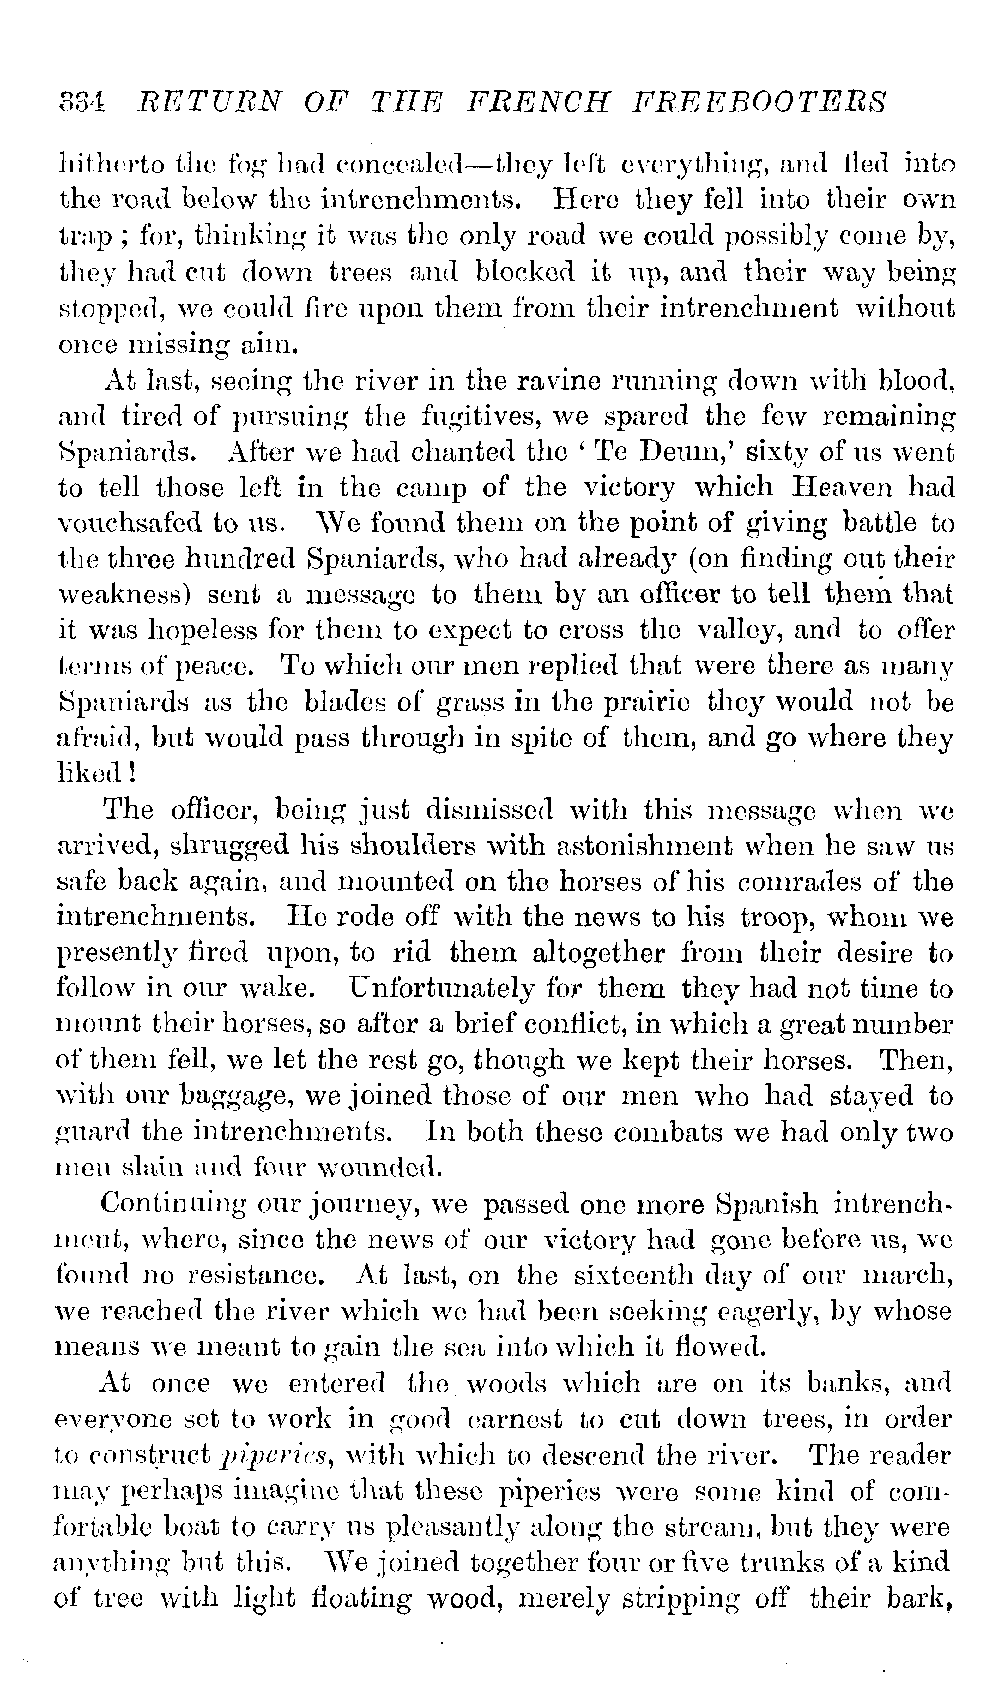 334 RETURN OF THE FRENCH FREEBOOTERS
hitherto the fog had concealed—they left everything, and fled into
the road below the intrenchments. Here they fell into their own
trap ; for, thinking it was the only road we could possibly come by,
they had cut down trees and blocked it up, and their way being
stopped, we could fire upon them from their intrenchment without
once missing aim.
At last, seeing the river in the ravine running down with blood,
and tired of pursuing the fugitives, we spared the few remaining
Spaniards. After we had chanted the ‘ Te Deum,’ sixty of us went
to tell those left in the camp of the victory which Heaven had
vouchsafed to us. We found them on the point of giving battle to
the three hundred Spaniards, who had already (on finding out their
weakness) sent a message to them by an officer to tell them that
it was hopeless for them to expect to cross the valley, and to offer
terms of peace. To which our men replied that were there as many
Spaniards as the blades of grass in the prairie they would not be
afraid, but would pass through in spite of them, and go where they
liked !
The officer, being just dismissed with this message when we
arrived, shrugged his shoulders with astonishment when he saw us
safe back again, and mounted on the horses of his comrades of the
intrenchments. He rode off with the news to his troop, whom we
presently fired upon, to rid them altogether from their desire to
follow in our wake. Unfortunately for them they had not time to
mount their horses, so after a brief conflict, in which a great number
of them fell, we let the rest go, though we kept their horses. Then,
with our baggage, we joined those of our men who had stayed to
guard the intrenchments. In both these combats we had only two
men slain and four wounded.
Continuing our journey, we passed one more Spanish intrench-
ment, where, since the news of our victory had gone before us, we
found no resistance. At last, on the sixteenth day of our march,
we reached the river which we had been seeking eagerly, by whose
means we meant to gain the sea into which it flowed.
At once we entered the woods which are on its banks, and
everyone set to work in good earnest to cut down trees, in order
to construct piperies, with which to descend the river. The reader
may perhaps imagine that these piperies were some kind of com-
fortable boat to carry us pleasantly along the stream, but they were
anything but this. We joined together four or five trunks of a kind
of tree with light floating wood, merely stripping off their bark,